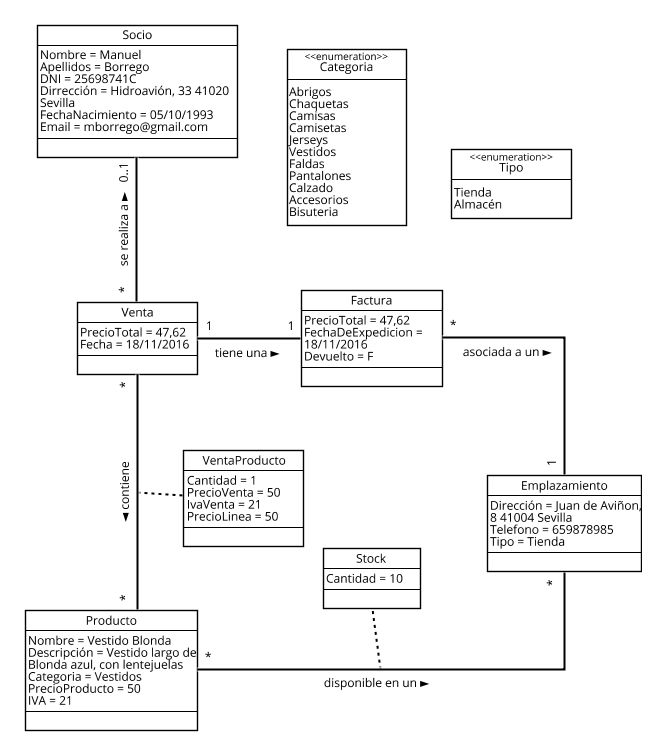 Socio
Nombre = Manuel
Apellidos = Borrego
DNI = 25698741C
Dirrección = Hidroavión, 33 41020
Sevilla
FechaNacimiento = 05/10/1993
Email = mborrego@gmail.com
<<enumeration>>
Categoria
Abrigos
Chaquetas
Camisas
Camisetas
Jerseys
Vestidos
Faldas
Pantalones
Calzado
Accesorios
Bisuteria
<<enumeration>>
Tipo
Tienda
Almacén
se realiza a ► 0..1
*
Venta
PrecioTotal = 47,62
Fecha = 18/11/2016
1
1
tiene una ►
Factura
PrecioTotal = 47,62
FechaDeExpedicion =
18/11/2016
Devuelto = F
*
asociada a un ►
1
*
◄ contiene
*
VentaProducto
Cantidad = 1
PrecioVenta = 50
IvaVenta = 21
PrecioLinea = 50
Emplazamiento
Dirección = Juan de Aviñon,
8 41004 Sevilla
Telefono = 659878985
Tipo = Tienda
*
Stock
Cantidad = 10
Producto
Nombre = Vestido Blonda
Descripción = Vestido largo de
Blonda azul, con lentejuelas
Categoria = Vestidos
PrecioProducto = 50
IVA = 21
*
disponible en un ►